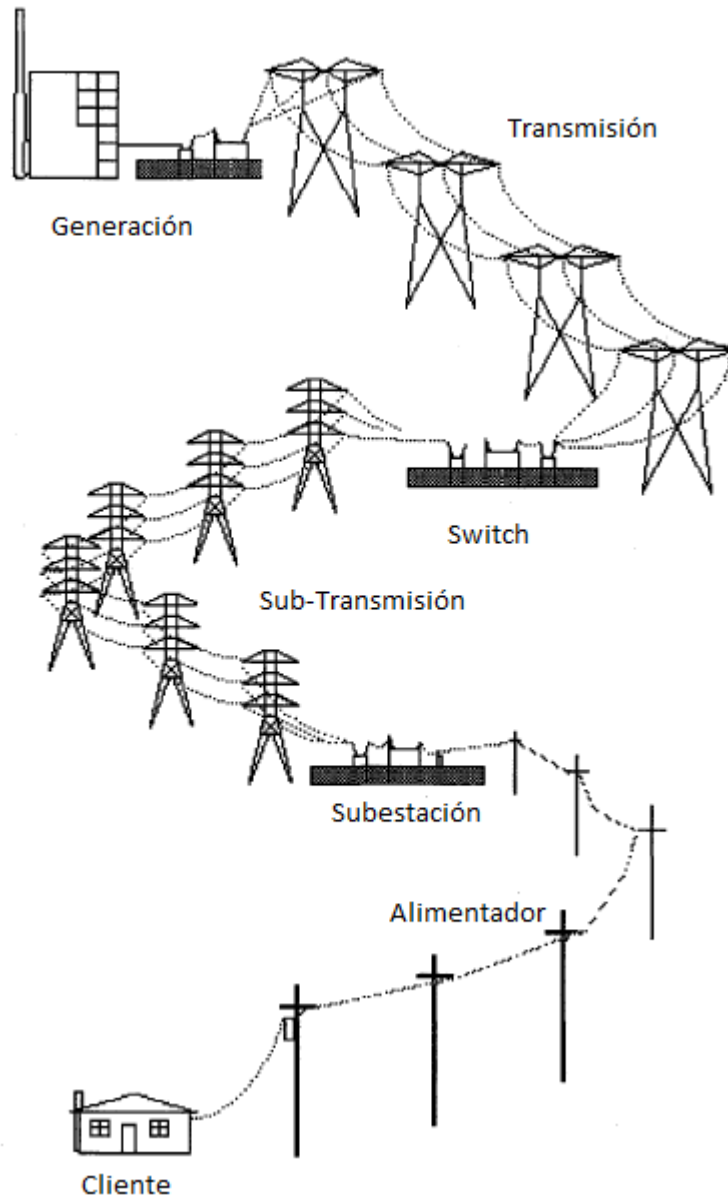 Transmisión
Generación
Switch
Sub-Transmisión
Subestación
Alimentador
Cliente